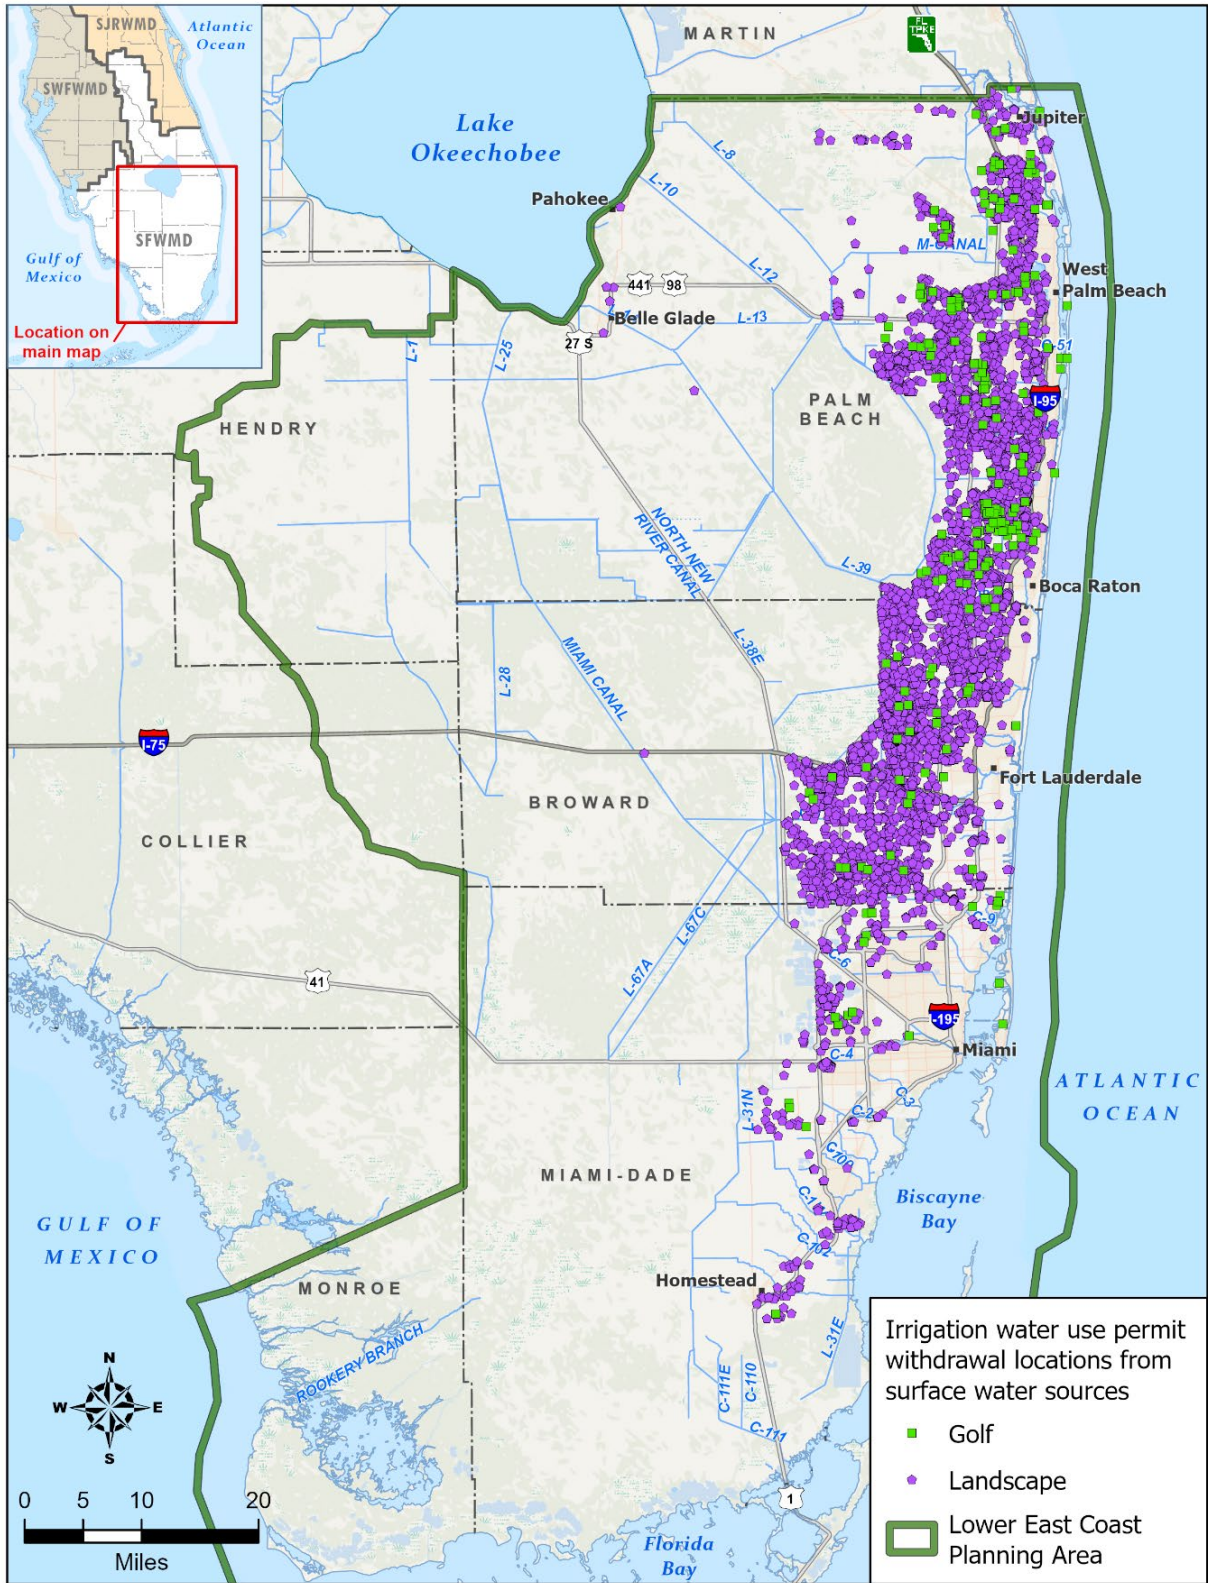 SJRWMD
Atlantic
Ocean
SWFWMD
SFWMD
Gulf of
Mexico
Location on
main map
MARTIN
FL
TPKE
Lake
Okeechobee
Jupiter
L-8
L-10
Pahokee
M-CANAL
L-12
West
Palm Beach
441
98
Belle Glade
L-13
27 S
C-51
L-1
L-25
I-95
PALM
BEACH
HENDRY
NORTH NEW
RIVER CANAL
L-39
Boca Raton
L-38E
L-28
MIAMI CANAL
I-75
Fort Lauderdale
BROWARD
COLLIER
L-67C
C-9
C-6
L-67A
41
I-195
Miami
C-4
ATLANTIC
OCEAN
L-31N
C-2
C-3
C-100
MIAMI-DADE
Biscayne
Bay
GULF OF
MEXICO
C-102
Homestead
MONROE
L-31E
ROOKERY BRANCH
C-111E
C-110
C-111
1
Florida
Bay
N
W
E
S
0
5
10
20
Miles
Irrigation water use permit
withdrawal locations from
surface water sources
Golf
Landscape
Lower East Coast
Planning Area